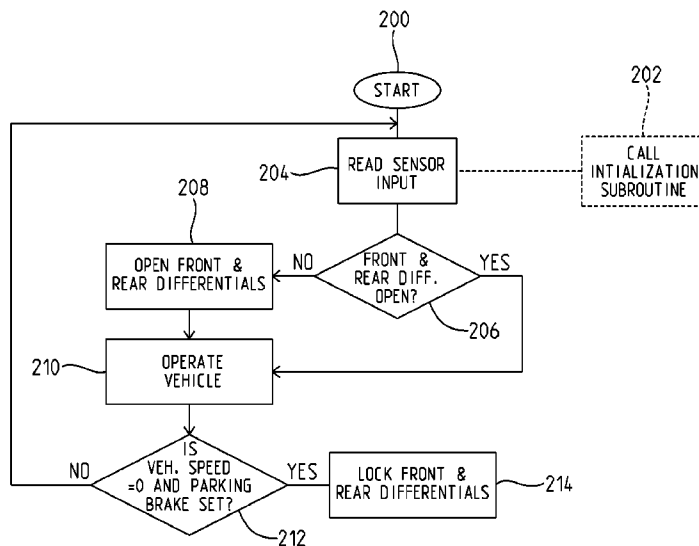 200
START
202
CALL
INTIALIZATION
SUBROUTINE
204
READ SENSOR
INPUT
208
OPEN FRONT &
REAR DIFFERENTIALS
NO
FRONT &
REAR DIFF.
OPEN?
YES
206
210
OPERATE
VEHICLE
NO
IS
VEH. SPEED
=0 AND PARKING
BRAKE SET?
YES
212
LOCK FRONT &
REAR DIFFERENTIALS
214